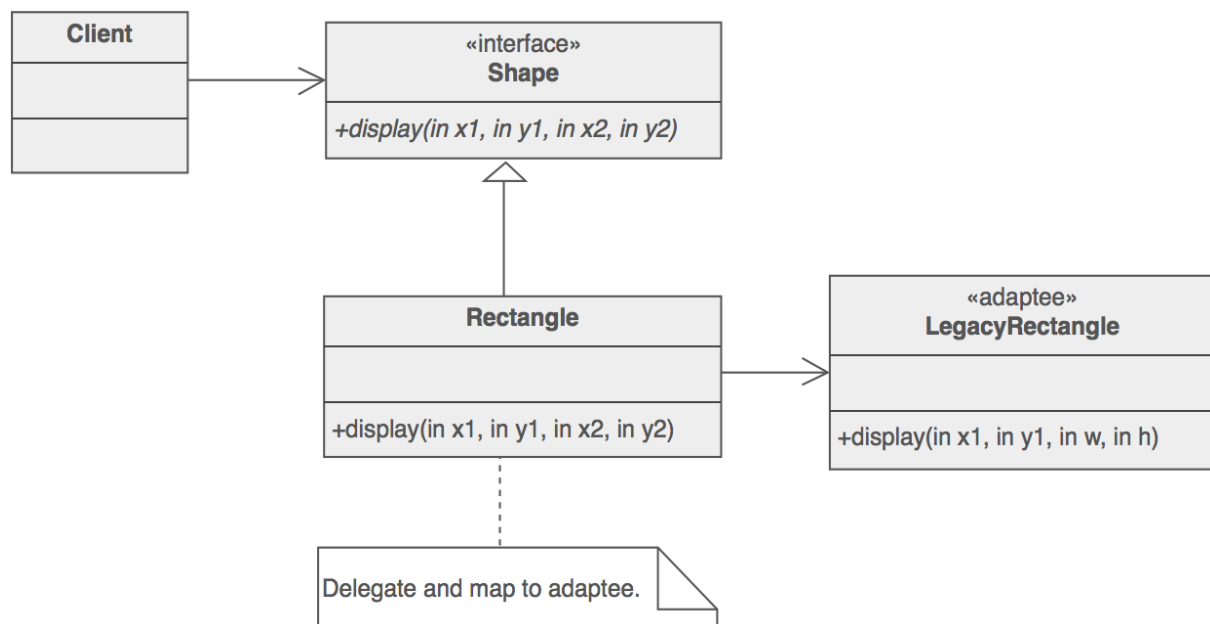 Client
«interface»
Shape
+display(in x1, in y1, in x2, in y2)
Rectangle
+display(in x1, in y1, in x2, in y2)
«adaptee»
LegacyRectangle
+display(in x1, in y1, in w, in h)
Delegate and map to adaptee.